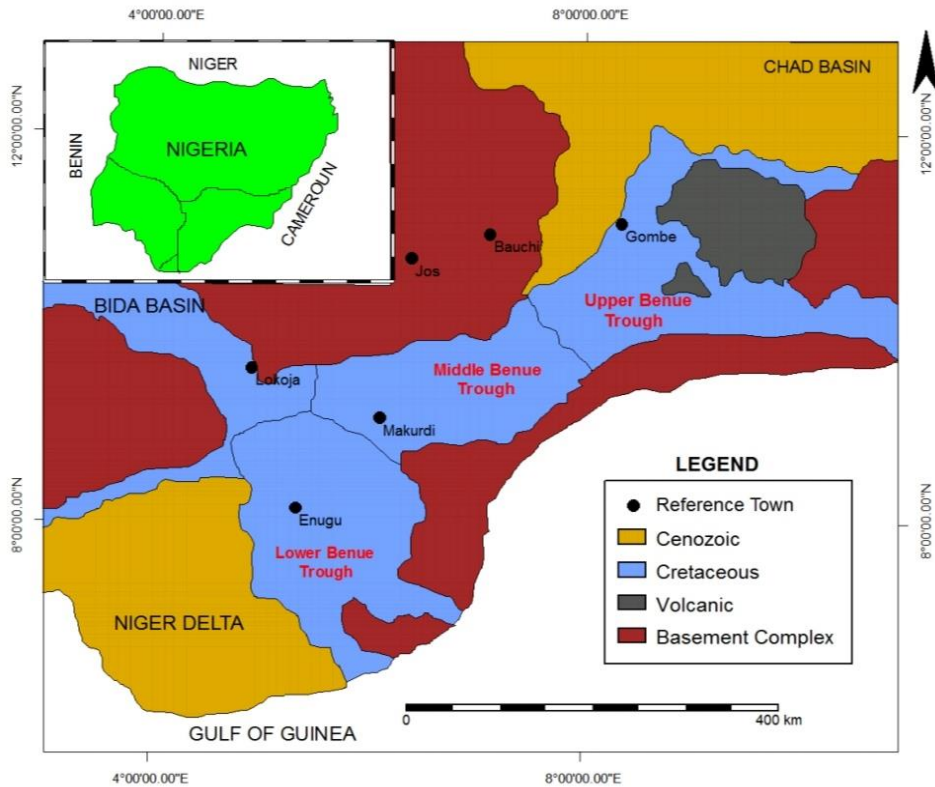 4°00'00.00"E
8°00'00.00"E
NIGER
BENIN
NIGERIA
CAMEROUN
CHAD BASIN
12°00'00.00"N
12°00'00.00"N
Gombe
Bauchi
Jos
BIDA BASIN
Upper Benue
Trough
Middle Benue
Trough
Lokoja
Makurdi
LEGEND
Reference Town
Cenozoic
Cretaceous
Volcanic
Basement Complex
8°00'00.00"N
8°00'00.00"N
Enugu
Lower Benue
Trough
NIGER DELTA
0
400 km
GULF OF GUINEA
4°00'00.00"E
8°00'00.00"E